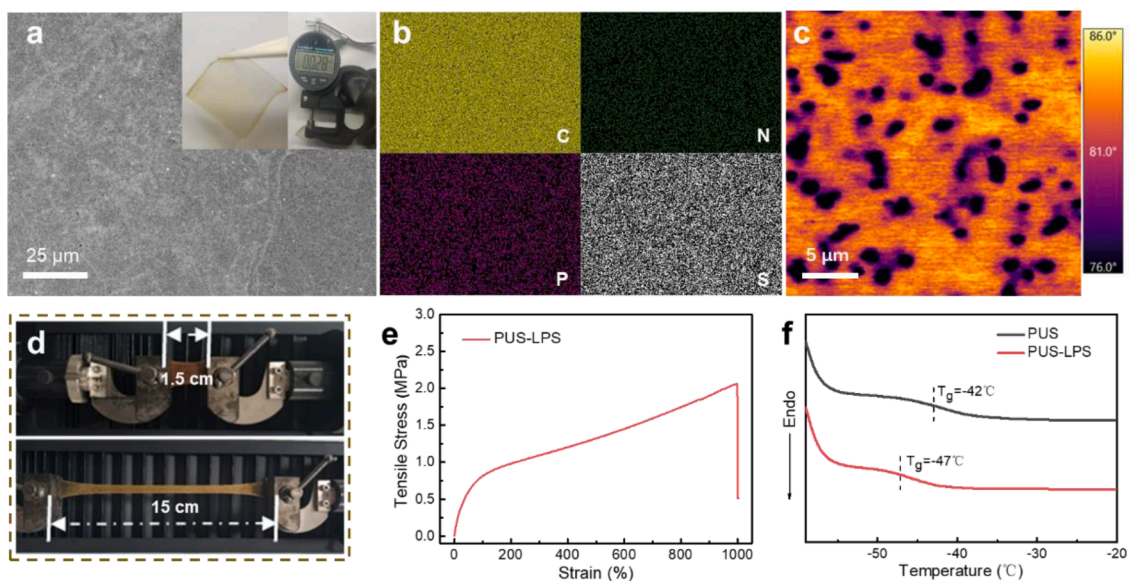 a
0.028
25 μm
b
C
N
P
S
c
86.0°
81.0°
76.0°
5 μm
d
1.5 cm
15 cm
e
PUS-LPS
3.0
2.5
2.0
1.5
1.0
0.5
0.0
Tensile Stress (MPa)
0 200 400 600 800 1000
Strain (%)
f
PUS
PUS-LPS
Tg=-42℃
Tg=-47℃
Endo
-50 -40 -30 -20
Temperature (℃)